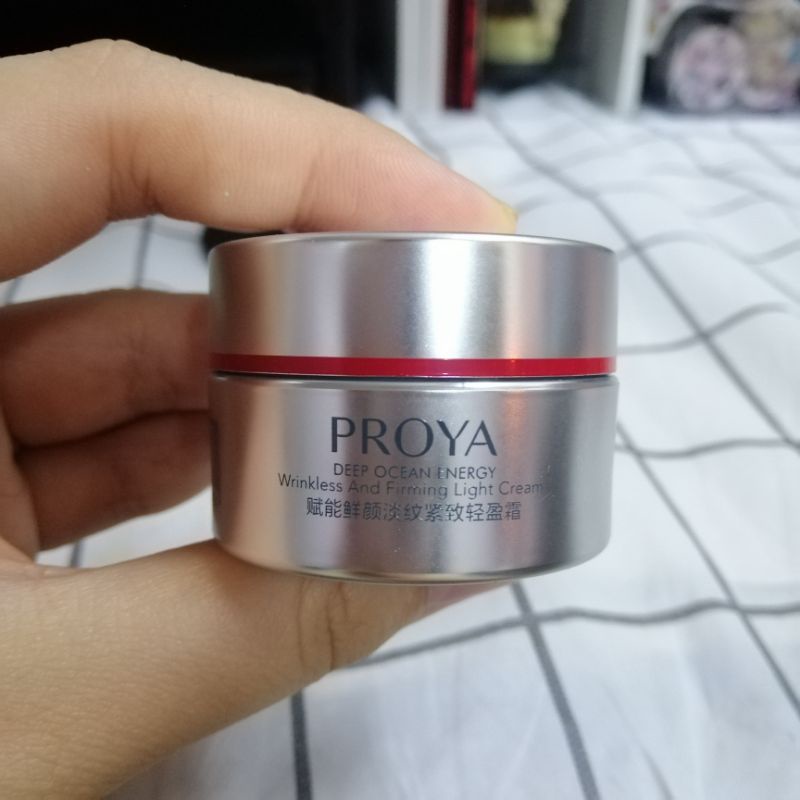 PROYA
DEEP OCEAN ENERGY
Wrinkless And Firming Light Cream
赋能鲜颜淡纹紧致轻盈霜